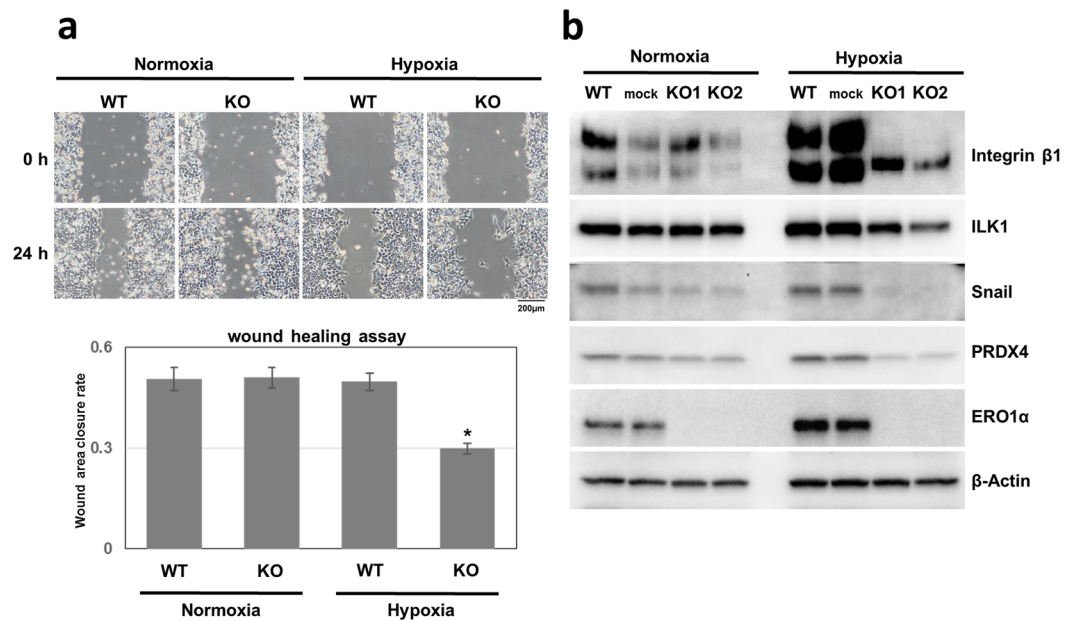 a
Normoxia Hypoxia
WT KO WT KO
0 h
24 h
200μm
wound healing assay
Wound area closure rate
0.6
0.3
0
*
WT KO WT KO
Normoxia Hypoxia
b
Normoxia Hypoxia
WT mock KO1 KO2 WT mock KO1 KO2
Integrin β1
ILK1
Snail
PRDX4
ERO1α
β-Actin